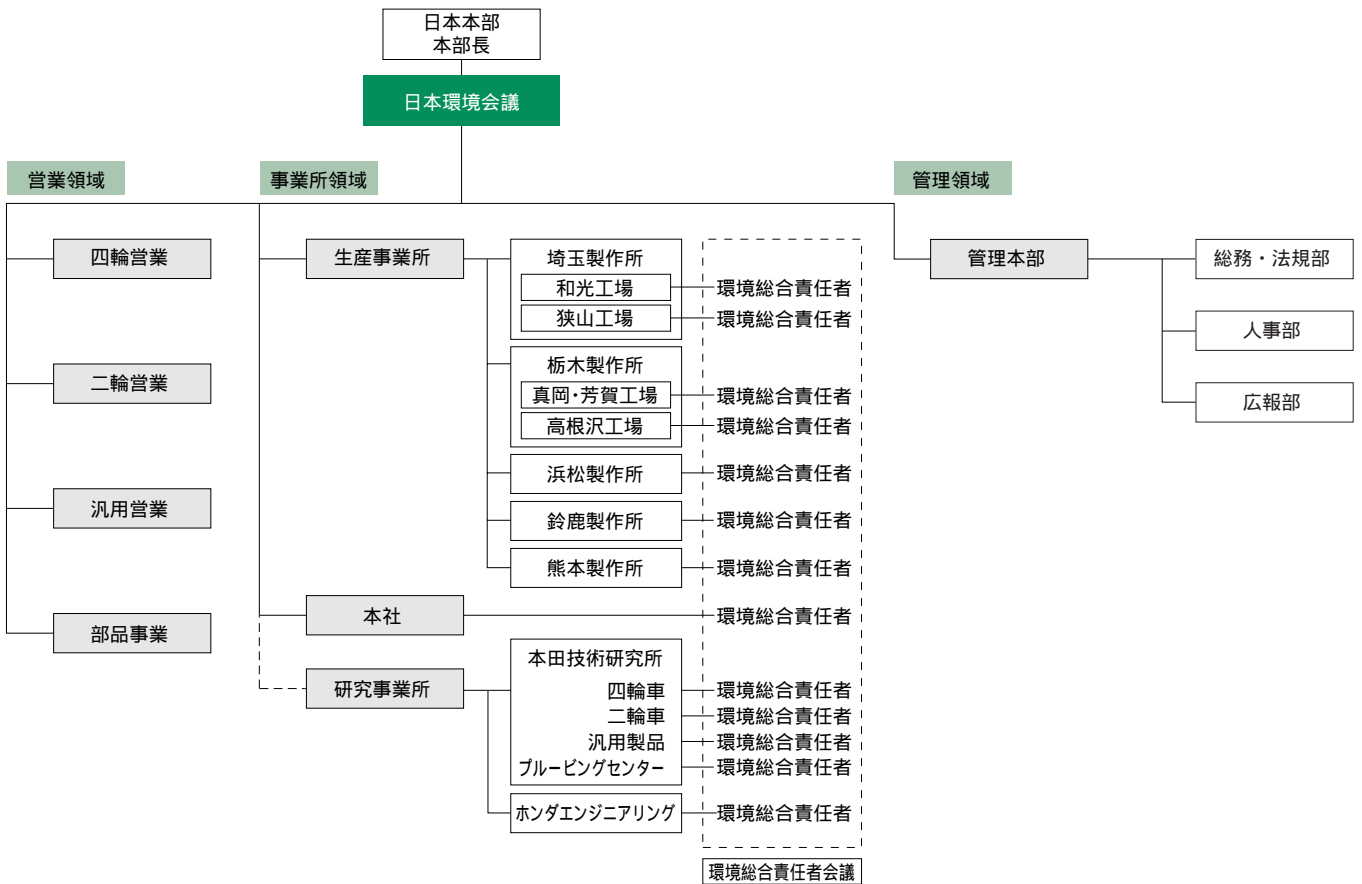 日本本部
本部長
日本環境会議
営業領域
事業所領域
管理領域
四輪営業
二輪営業
汎用営業
部品事業
生産事業所
埼玉製作所
和光工場
環境総合責任者
狭山工場
環境総合責任者
栃木製作所
真岡・芳賀工場
環境総合責任者
高根沢工場
環境総合責任者
浜松製作所
環境総合責任者
鈴鹿製作所
環境総合責任者
熊本製作所
環境総合責任者
本社
環境総合責任者
研究事業所
本田技術研究所
四輪車
環境総合責任者
二輪車
環境総合責任者
汎用製品
環境総合責任者
プルービングセンター
環境総合責任者
ホンダエンジニアリング
環境総合責任者
環境総合責任者会議
管理本部
総務・法規部
人事部
広報部